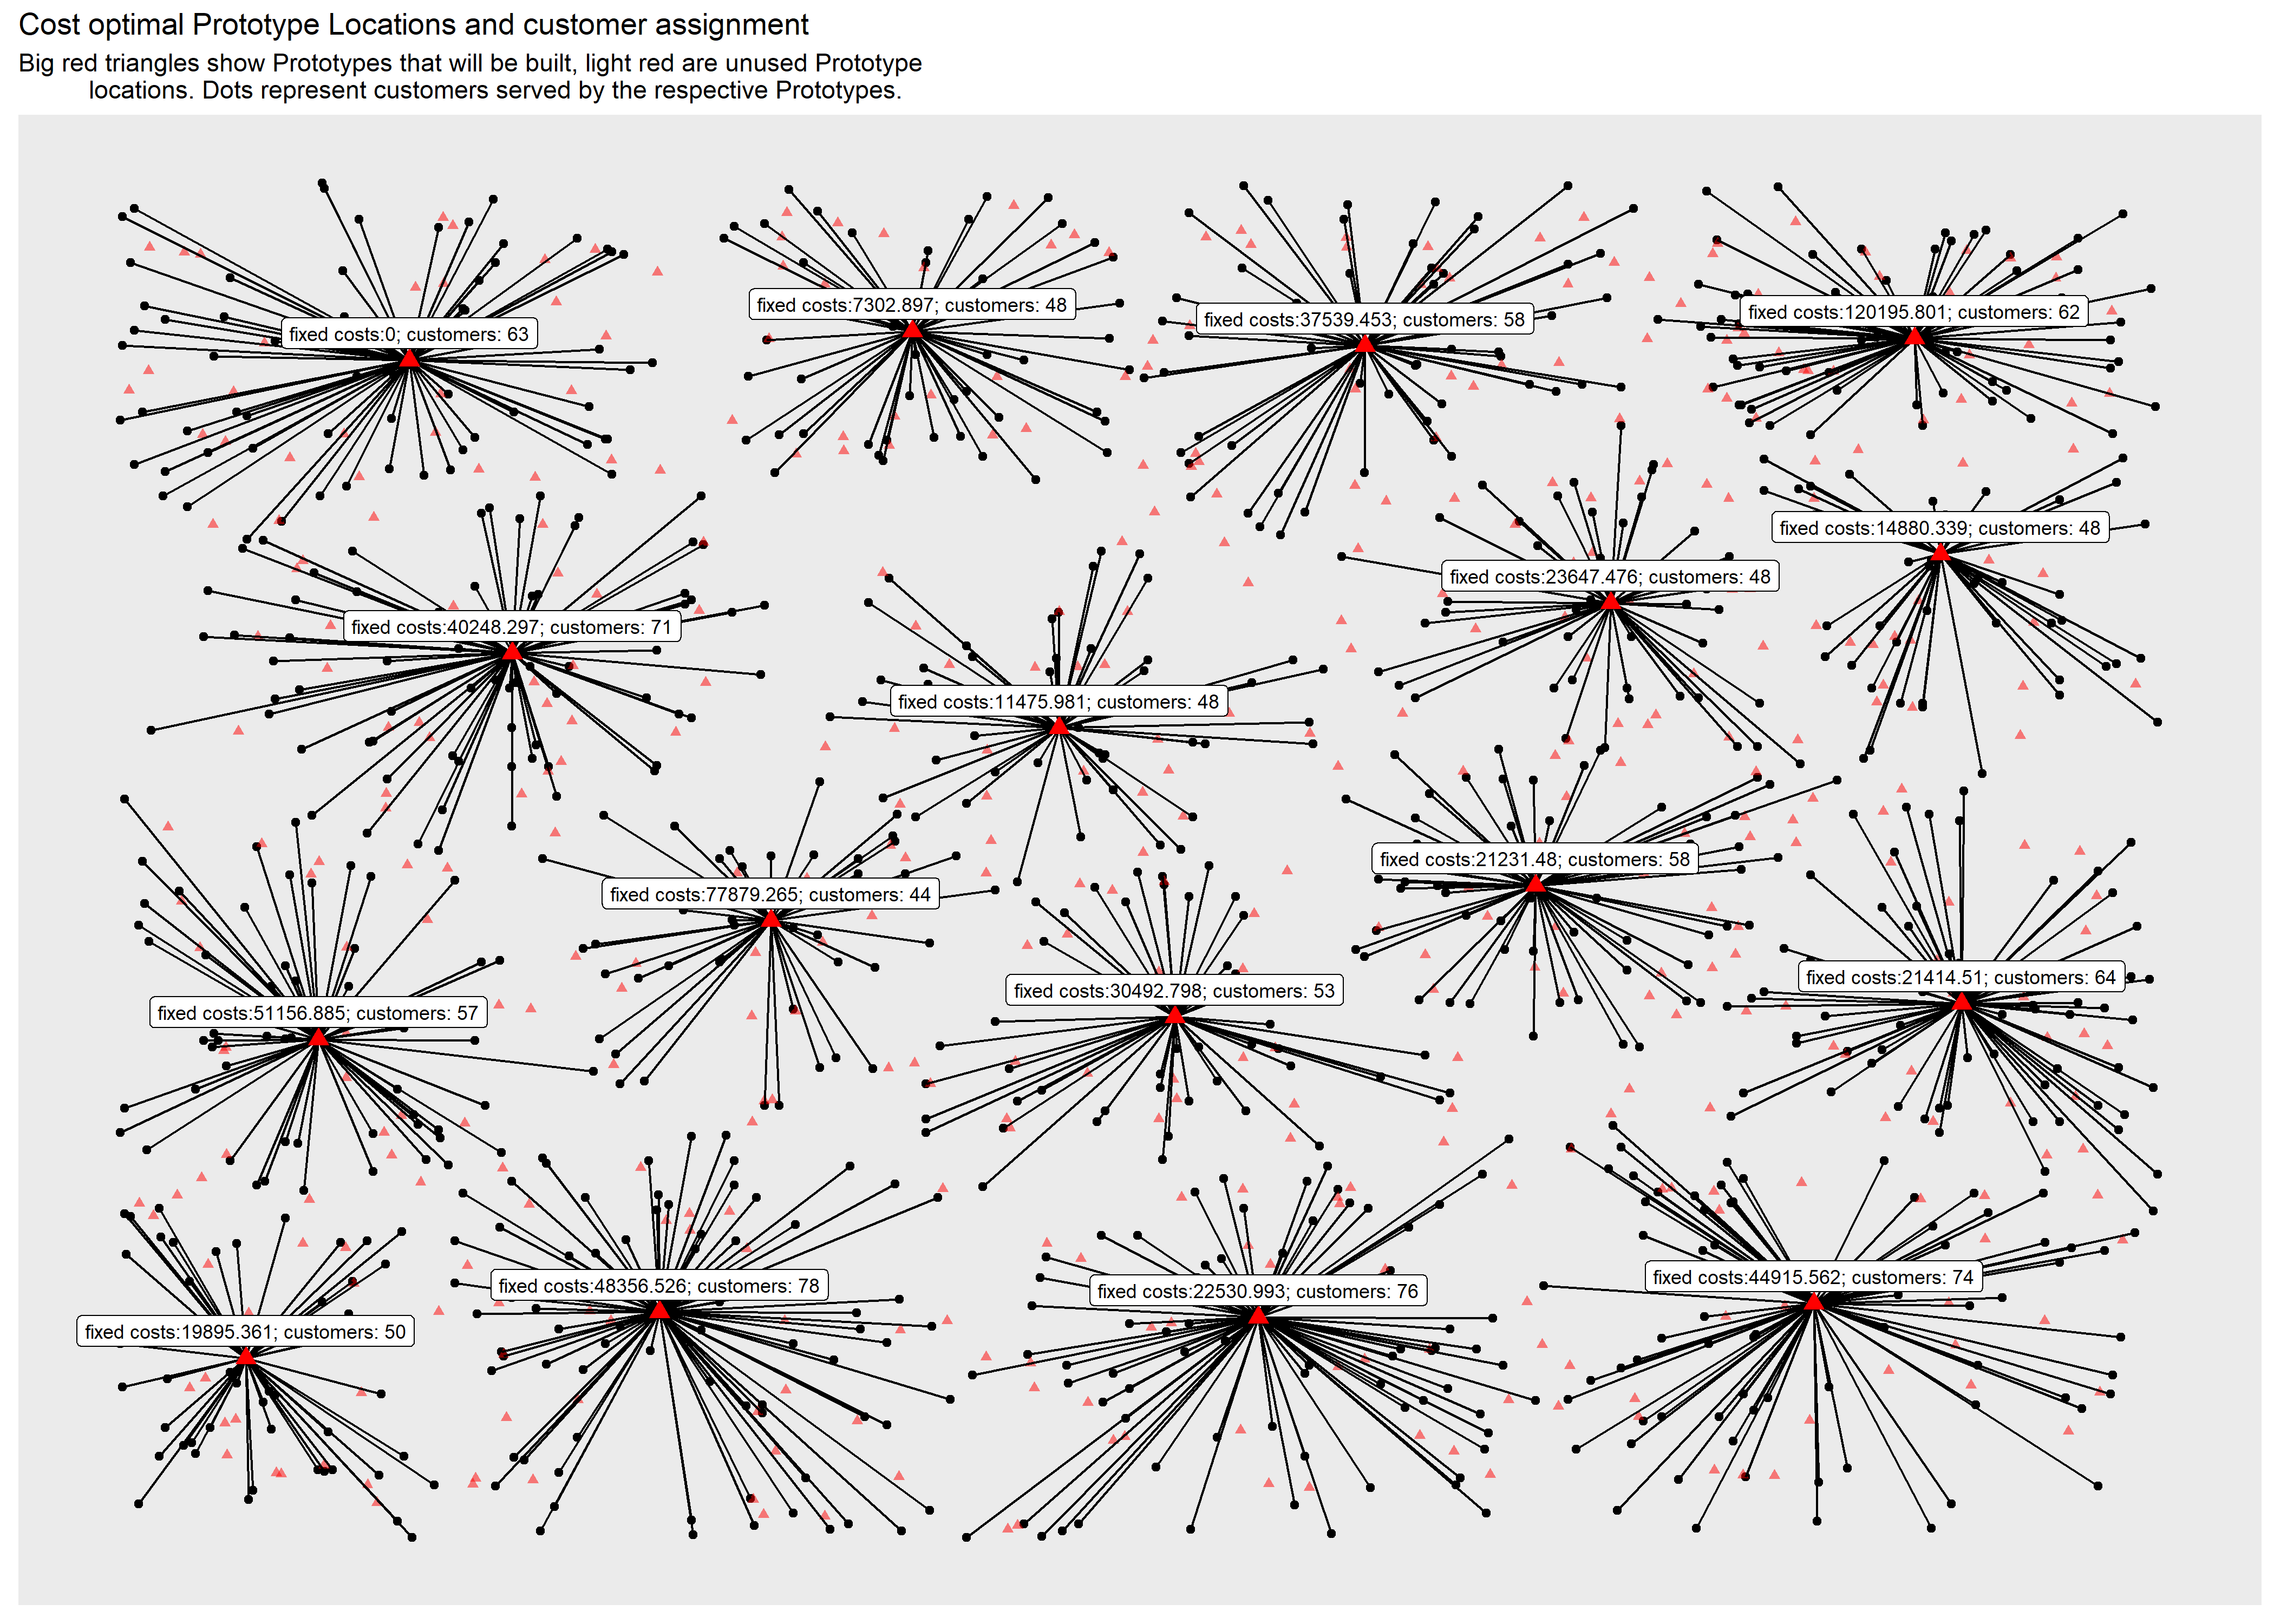 Cost optimal Prototype Locations and customer assignment
Big red triangles show Prototypes that will be built, light red are unused Prototype
locations. Dots represent customers served by the respective Prototypes.
fixed costs:7302.897; customers: 48
fixed costs:120195.801; customers: 62
fixed costs:37539.453; customers: 58
fixed costs:0; customers: 63
fixed costs:14880.339; customers: 48
fixed costs:23647.476; customers: 48
fixed costs:40248.297; customers: 71
fixed costs:11475.981; customers: 48
fixed costs:21231.48; customers: 58
fixed costs:77879.265; customers: 44
fixed costs:21414.51; customers: 64
fixed costs:30492.798; customers: 53
fixed costs:51156.885; customers: 57
fixed costs:44915.562; customers: 74
fixed costs:48356.526; customers: 78
fixed costs:22530.993; customers: 76
fixed costs:19895.361; customers: 50